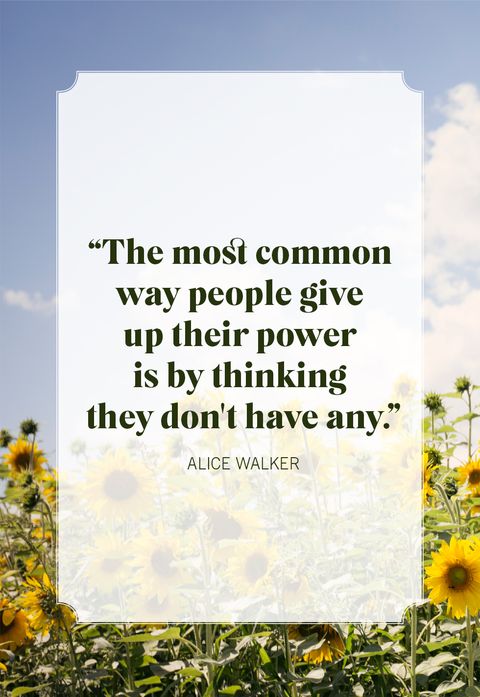 “The most common
way people give
up their power
is by thinking
they don't have any.”
ALICE WALKER